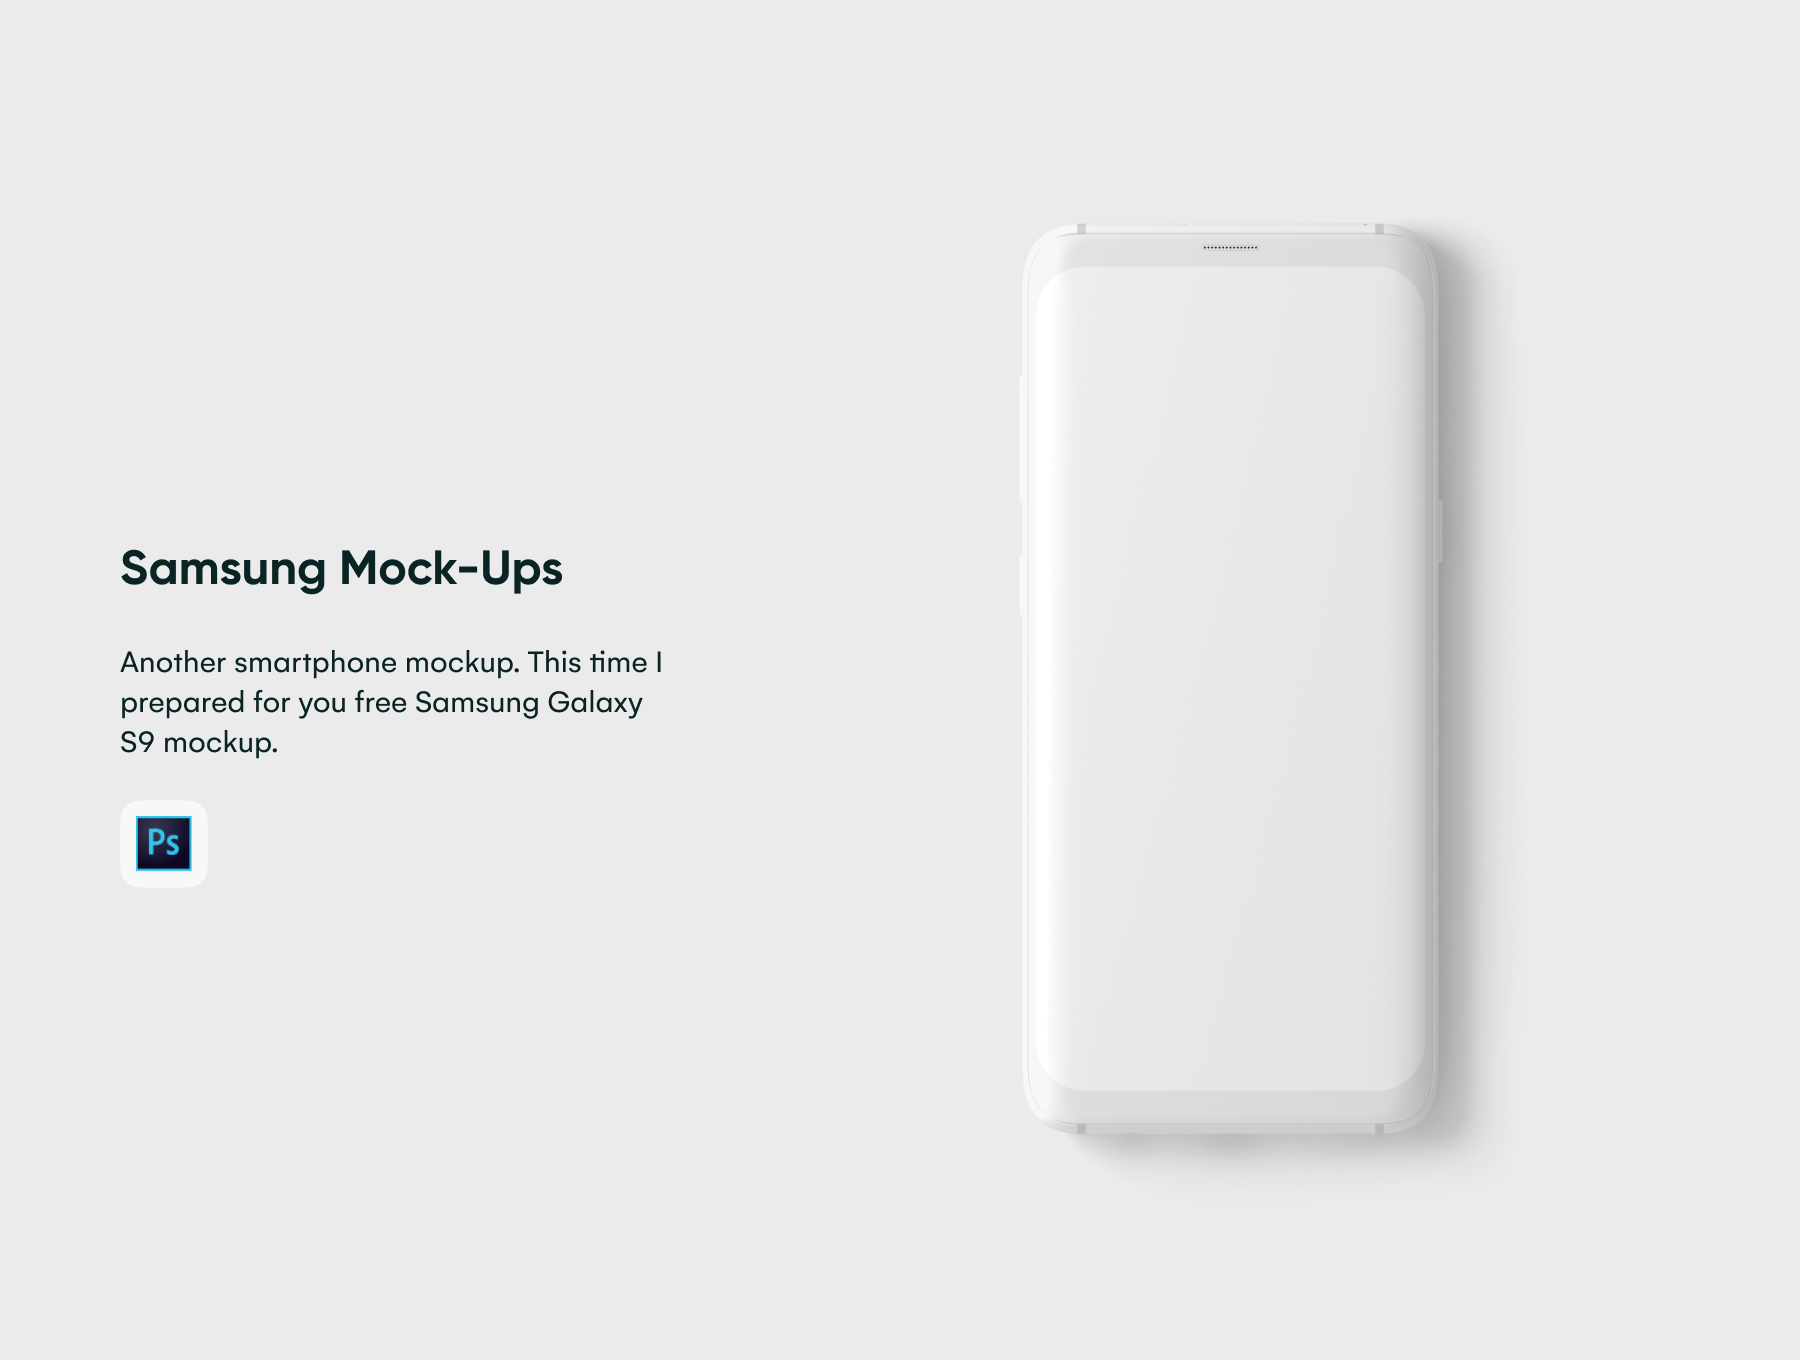 Samsung Mock-Ups
Another smartphone mockup. This time I
prepared for you free Samsung Galaxy
S9 mockup.
Ps